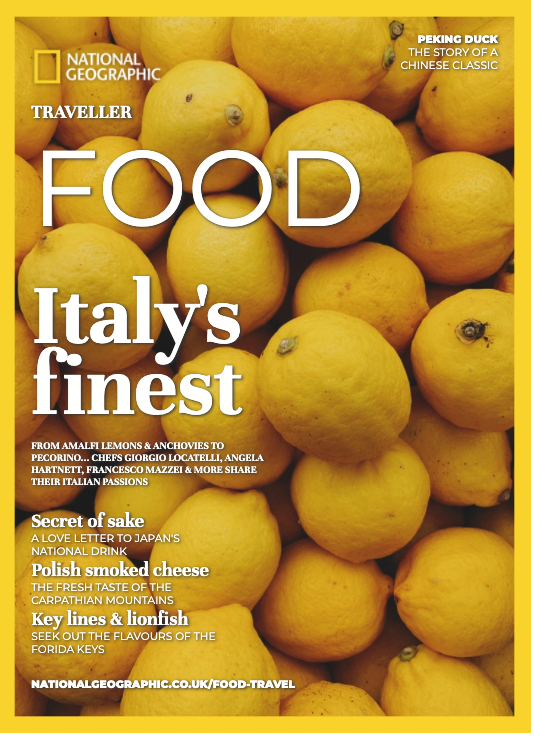 PEKING DUCK
THE STORY OF A
CHINESE CLASSIC
NATIONAL
GEOGRAPHIC
TRAVELLER
FOOD
Italy's
finest
FROM AMALFI LEMONS & ANCHOVIES TO
PECORINO... CHEFS GIORGIO LOCATELLI, ANGELA
HARTNETT, FRANCESCO MAZZEI & MORE SHARE
THEIR ITALIAN PASSIONS
Secret of sake
A LOVE LETTER TO JAPAN'S
NATIONAL DRINK
Polish smoked cheese
THE FRESH TASTE OF THE
CARPATHIAN MOUNTAINS
Key lines & lionfish
SEEK OUT THE FLAVOURS OF THE
FORIDA KEYS
NATIONALGEOGRAPHIC.CO.UK/FOOD-TRAVEL